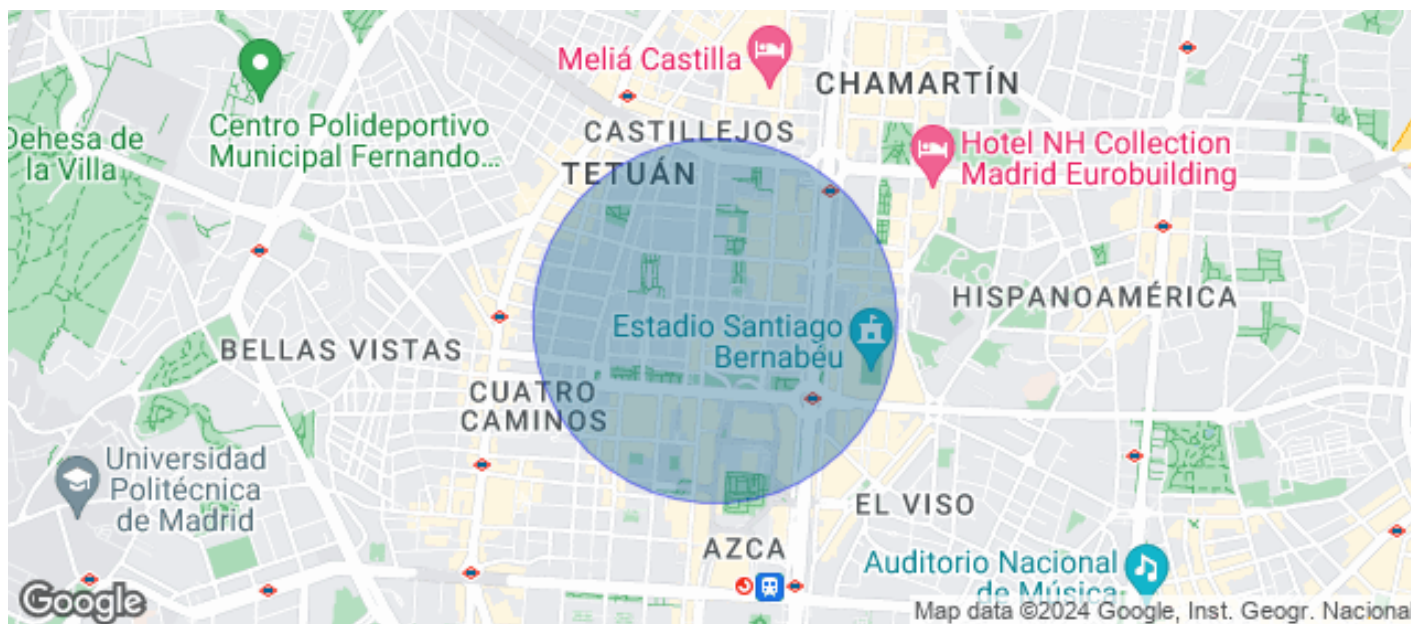 Meliá Castilla
CHAMARTÍN
CASTILLEJOS
TETUÁN
Centro Polideportivo
Municipal Fernando...
Dehesa de
la Villa
Hotel NH Collection
Madrid Eurobuilding
HISPANOAMÉRICA
Estadio Santiago
Bernabéu
BELLAS VISTAS
CUATRO
CAMINOS
Universidad
Politécnica
de Madrid
EL VISO
AZCA
Auditorio Nacional
de Música
Google
Map data ©2024 Google, Inst. Geogr. Nacional